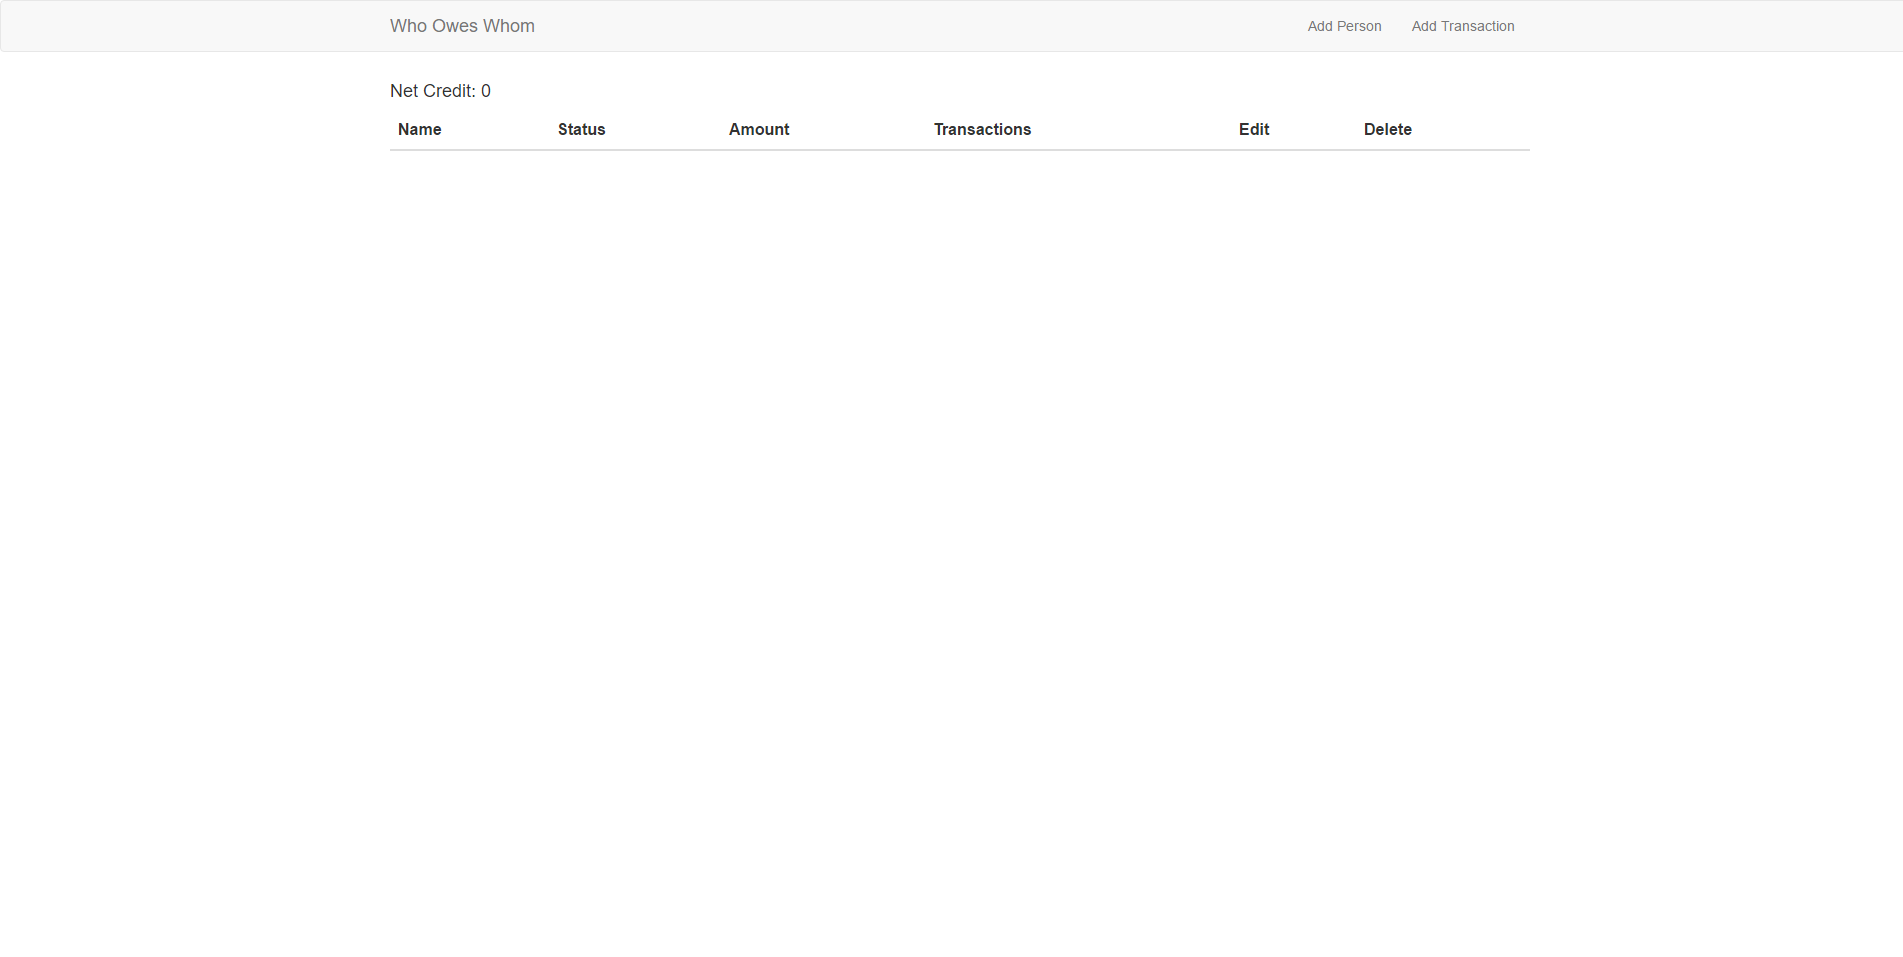 Who Owes Whom Add Person Add Transaction
Net Credit: 0
Name Status Amount Transactions Edit Delete